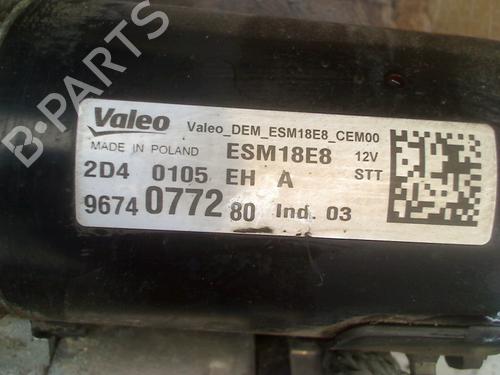 B-PARTS
Valeo Valeo_DEM_ESM18E8_CEM00
MADE IN POLAND ESM18E8 12V
2D4 0105 EH A STT
9674 0772 80 Ind. 03